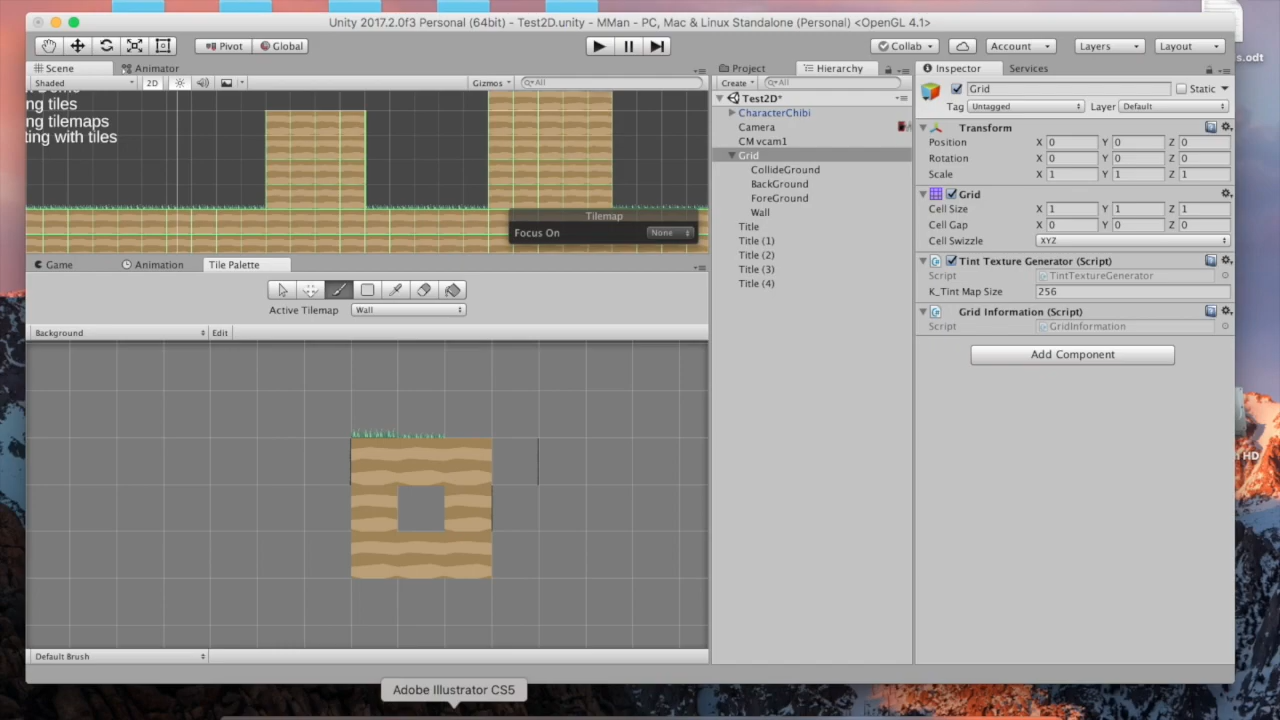 Unity 2017.2.0f3 Personal (64bit) - Test2D.unity - MMan - PC, Mac & Linux Standalone (Personal) <OpenGL 4.1>
Pivot Global Collab Account Layers Layout
Scene Animator
Shaded 2D Gizmos All
ng tiles
ng tilemaps
ting with tiles
Tilemap
Focus On None
Game Animation Tile Palette
Active Tilemap Wall
Background Edit
Default Brush
Project Hierarchy
Create All
Test2D*
CharacterChibi
Camera
CM vcam1
Grid
CollideGround
BackGround
ForeGround
Wall
Title
Title (1)
Title (2)
Title (3)
Title (4)
Inspector Services
Grid Static
Tag Untagged Layer Default
Transform
Position X 0 Y 0 Z 0
Rotation X 0 Y 0 Z 0
Scale X 1 Y 1 Z 1
Grid
Cell Size X 1 Y 1 Z 1
Cell Gap X 0 Y 0 Z 0
Cell Swizzle XYZ
Tint Texture Generator (Script)
Script TintTextureGenerator
K_Tint Map Size 256
Grid Information (Script)
Script GridInformation
Add Component
s.odt
HD
Adobe Illustrator CS5